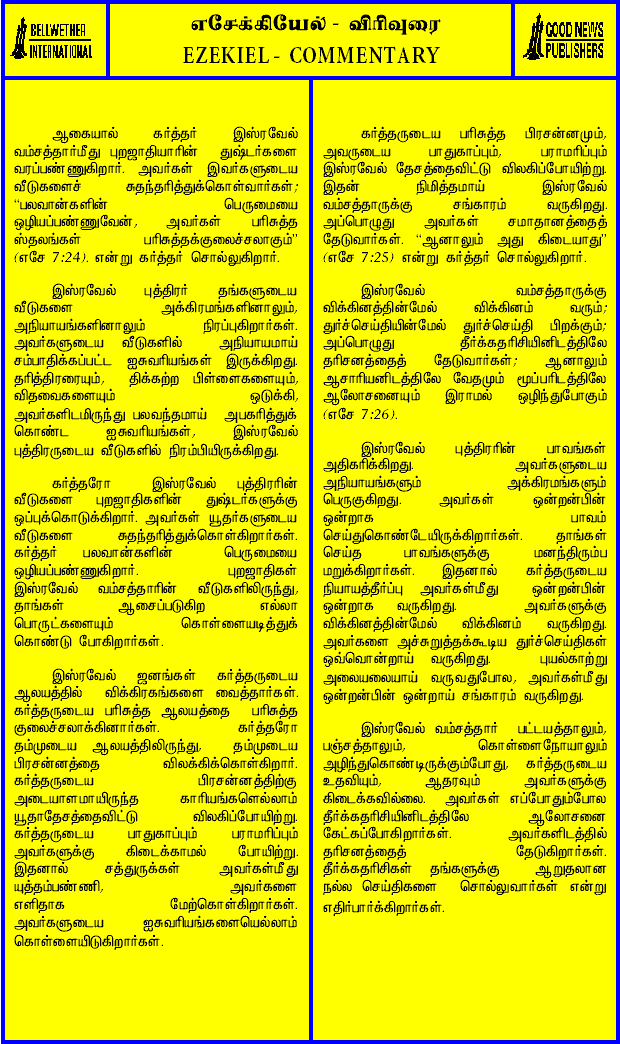 BELLWETHER
INTERNATIONAL
எசேக்கியேல் - விரிவுரை
EZEKIEL - COMMENTARY
GOOD NEWS
PUBLISHERS
ஆகையால் கர்த்தர் இஸ்ரவேல்
வம்சத்தார்மீது புறஜாதியாரின் துஷ்டர்களை
வரப்பண்ணுகிறார். அவர்கள் இவர்களுடைய
வீடுகளைச் சுதந்தரித்துக்கொள்வார்கள்;
“பலவான்களின் பெருமையை
ஒழியப்பண்ணுவேன், அவர்கள் பரிசுத்த
ஸ்தலங்கள் பரிசுத்தக்குலைச்சலாகும்”
(எசே 7:24). என்று கர்த்தர் சொல்லுகிறார்.
இஸ்ரவேல் புத்திரர் தங்களுடைய
வீடுகளை அக்கிரமங்களினாலும்,
அநியாயங்களினாலும் நிரப்புகிறார்கள்.
அவர்களுடைய வீடுகளில் அநியாயமாய்
சம்பாதிக்கப்பட்ட ஐசுவரியங்கள் இருக்கிறது.
தரித்திரரையும், திக்கற்ற பிள்ளைகளையும்,
விதவைகளையும் ஒடுக்கி,
அவர்களிடமிருந்து பலவந்தமாய் அபகரித்துக்
கொண்ட ஐசுவரியங்கள், இஸ்ரவேல்
புத்திரருடைய வீடுகளில் நிரம்பியிருக்கிறது.
கர்த்தரோ இஸ்ரவேல் புத்திரரின்
வீடுகளை புறஜாதிகளின் துஷ்டர்களுக்கு
ஒப்புக்கொடுக்கிறார். அவர்கள் யூதர்களுடைய
வீடுகளை சுதந்தரித்துக்கொள்கிறார்கள்.
கர்த்தர் பலவான்களின் பெருமையை
ஒழியப்பண்ணுகிறார். புறஜாதிகள்
இஸ்ரவேல் வம்சத்தாரின் வீடுகளிலிருந்து,
தாங்கள் ஆசைப்படுகிற எல்லா
பொருட்களையும் கொள்ளையடித்துக்
கொண்டு போகிறார்கள்.
இஸ்ரவேல் ஜனங்கள் கர்த்தருடைய
ஆலயத்தில் விக்கிரகங்களை வைத்தார்கள்.
கர்த்தருடைய பரிசுத்த ஆலயத்தை பரிசுத்த
குலைச்சலாக்கினார்கள். கர்த்தரோ
தம்முடைய ஆலயத்திலிருந்து, தம்முடைய
பிரசன்னத்தை விலக்கிக்கொள்கிறார்.
கர்த்தருடைய பிரசன்னத்திற்கு
அடையாளமாயிருந்த காரியங்களெல்லாம்
யூதாதேசத்தைவிட்டு விலகிப்போயிற்று.
கர்த்தருடைய பாதுகாப்பும் பராமரிப்பும்
அவர்களுக்கு கிடைக்காமல் போயிற்று.
இதனால் சத்துருக்கள் அவர்கள்மீது
யுத்தம்பண்ணி, அவர்களை
எளிதாக மேற்கொள்கிறார்கள்.
அவர்களுடைய ஐசுவரியங்களையெல்லாம்
கொள்ளையிடுகிறார்கள்.
கர்த்தருடைய பரிசுத்த பிரசன்னமும்,
அவருடைய பாதுகாப்பும், பராமரிப்பும்
இஸ்ரவேல் தேசத்தைவிட்டு விலகிப்போயிற்று.
இதன் நிமித்தமாய் இஸ்ரவேல்
வம்சத்தாருக்கு சங்காரம் வருகிறது.
அப்பொழுது அவர்கள் சமாதானத்தைத்
தேடுவார்கள். “ஆனாலும் அது கிடையாது”
(எசே 7:25) என்று கர்த்தர் சொல்லுகிறார்.
இஸ்ரவேல் வம்சத்தாருக்கு
விக்கினத்தின்மேல் விக்கினம் வரும்;
துர்ச்செய்தியின்மேல் துர்ச்செய்தி பிறக்கும்;
அப்பொழுது தீர்க்கதரிசியினிடத்திலே
தரிசனத்தைத் தேடுவார்கள்; ஆனாலும்
ஆசாரியனிடத்திலே வேதமும் மூப்பரிடத்திலே
ஆலோசனையும் இராமல் ஒழிந்துபோகும்
(எசே 7:26).
இஸ்ரவேல் புத்திரரின் பாவங்கள்
அதிகரிக்கிறது. அவர்களுடைய
அநியாயங்களும் அக்கிரமங்களும்
பெருகுகிறது. அவர்கள் ஒன்றன்பின்
ஒன்றாக பாவம்
செய்துகொண்டேயிருக்கிறார்கள். தாங்கள்
செய்த பாவங்களுக்கு மனந்திரும்ப
மறுக்கிறார்கள். இதனால் கர்த்தருடைய
நியாயத்தீர்ப்பு அவர்கள்மீது ஒன்றன்பின்
ஒன்றாக வருகிறது. அவர்களுக்கு
விக்கினத்தின்மேல் விக்கினம் வருகிறது.
அவர்களை அச்சுறுத்தக்கூடிய துர்ச்செய்திகள்
ஒவ்வொன்றாய் வருகிறது. புயல்காற்று
அலையலையாய் வருவதுபோல, அவர்கள்மீது
ஒன்றன்பின் ஒன்றாய் சங்காரம் வருகிறது.
இஸ்ரவேல் வம்சத்தார் பட்டயத்தாலும்,
பஞ்சத்தாலும், கொள்ளைநோயாலும்
அழிந்துகொண்டிருக்கும்போது, கர்த்தருடைய
உதவியும், ஆதரவும் அவர்களுக்கு
கிடைக்கவில்லை. அவர்கள் எப்போதும்போல
தீர்க்கதரிசியினிடத்திலே ஆலோசனை
கேட்கப்போகிறார்கள். அவர்களிடத்தில்
தரிசனத்தைத் தேடுகிறார்கள்.
தீர்க்கதரிசிகள் தங்களுக்கு ஆறுதலான
நல்ல செய்திகளை சொல்லுவார்கள் என்று
எதிர்பார்க்கிறார்கள்.